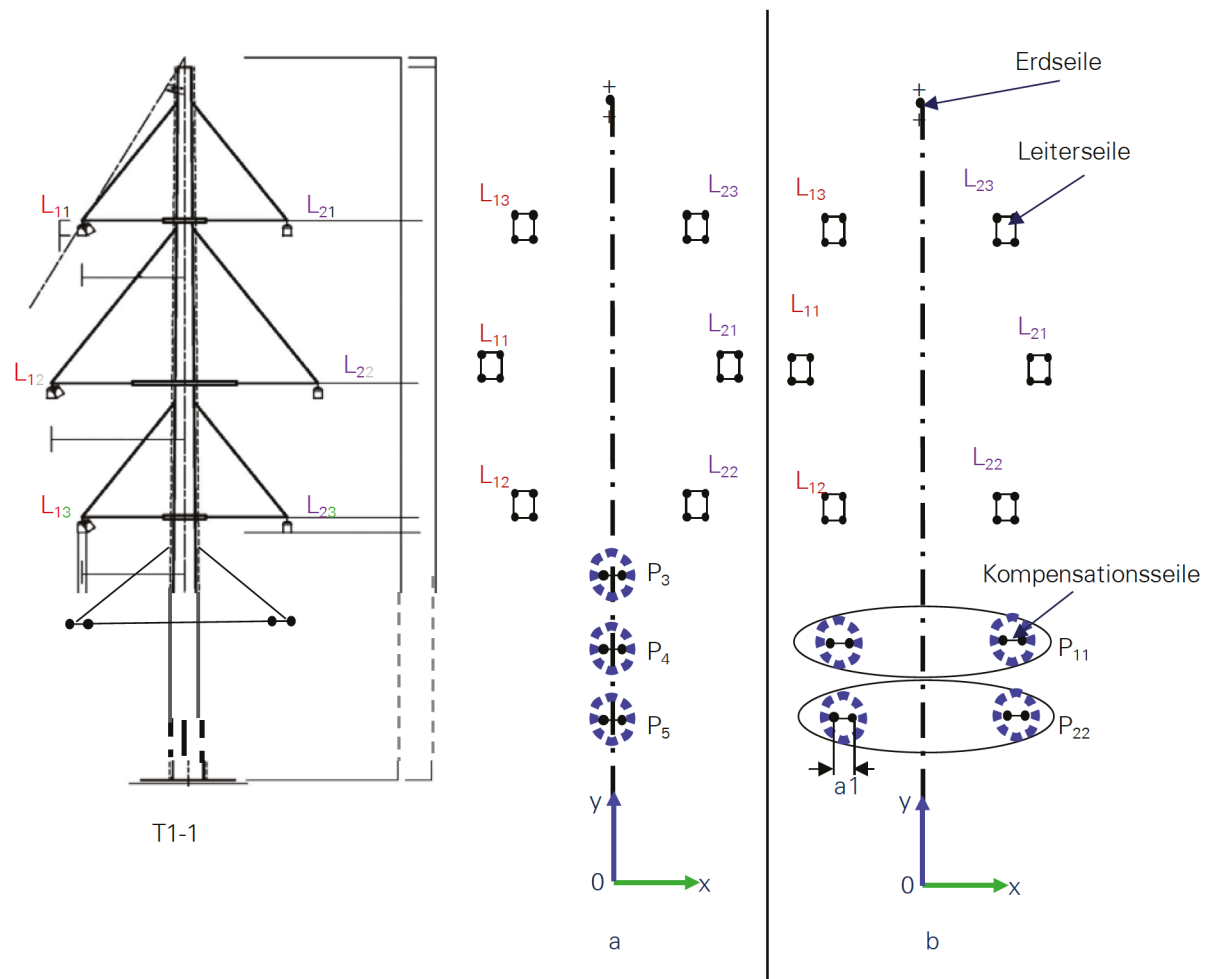 L₁₁
L₂₁
L₁₂
L₂₂
L₁₃
L₂₃
T1-1
L₁₃
L₂₃
L₁₁
L₂₁
L₁₂
L₂₂
P₃
P₄
P₅
y
0
x
a
Erdseile
Leiterseile
L₁₃
L₂₃
L₁₁
L₂₁
L₁₂
L₂₂
Kompensationsseile
P₁₁
P₂₂
a1
y
0
x
b